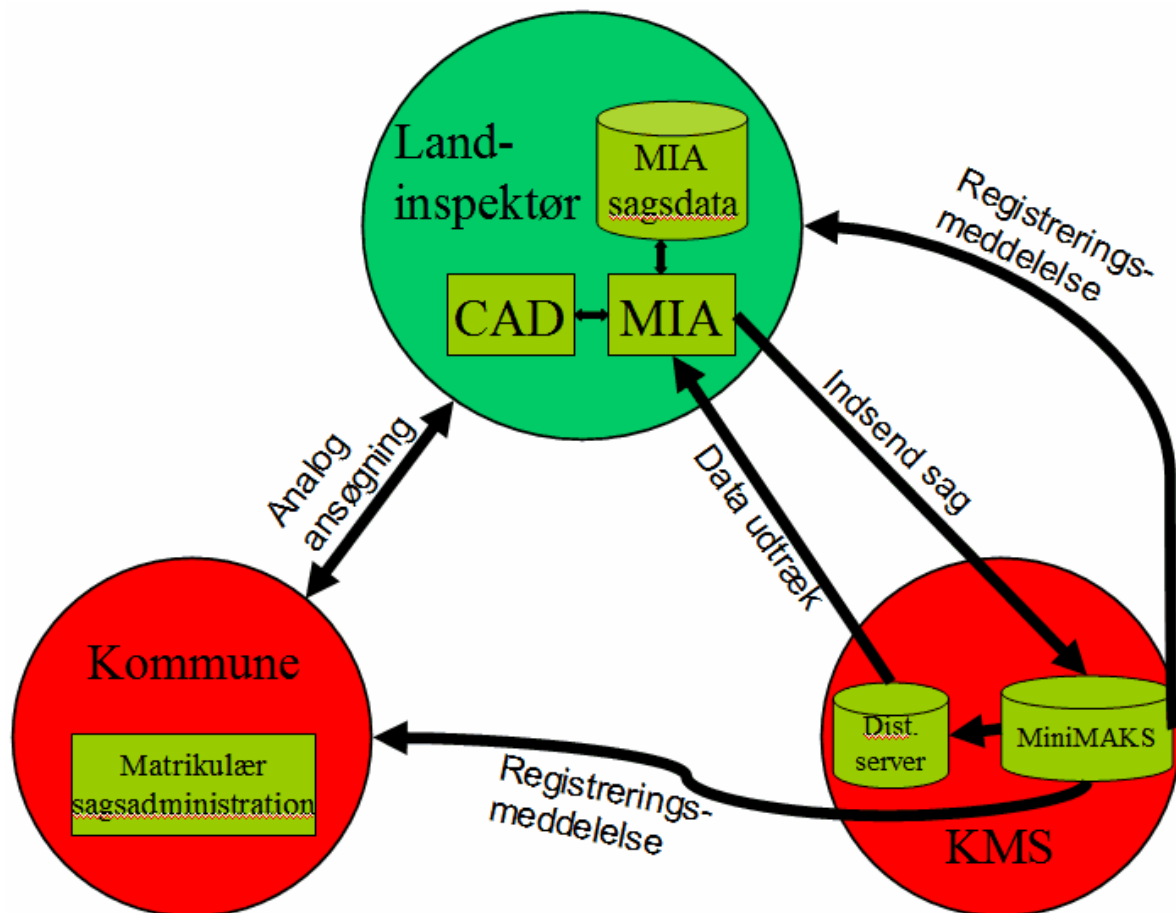 Land-
inspektør
MIA
sagsdata
CAD
MIA
Registrerings-
meddelelse
Indsend sag
Data udtræk
Analog
ansøgning
Kommune
Matrikulær
sagsadministration
Registrerings-
meddelelse
Dist.
server
MiniMAKS
KMS